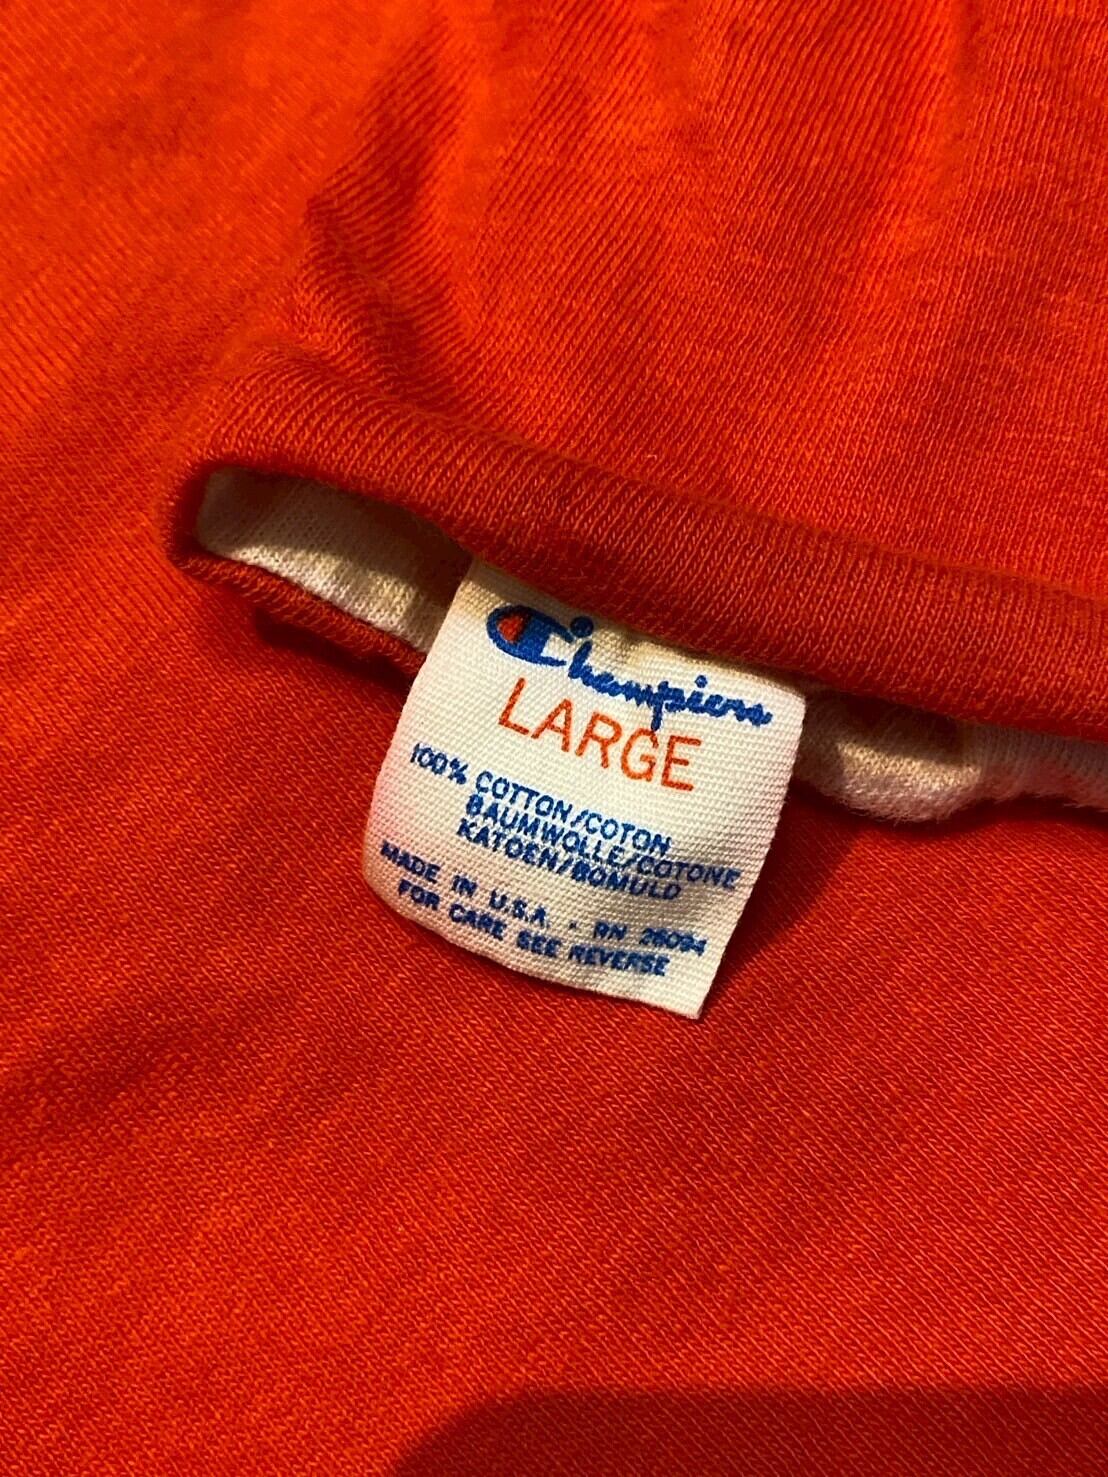 Champion
LARGE
100% COTTON/COTON
BAUMWOLLE/COTONE
KATOEN/BOMULD
MADE IN U.S.A. - RN 26094
FOR CARE SEE REVERSE